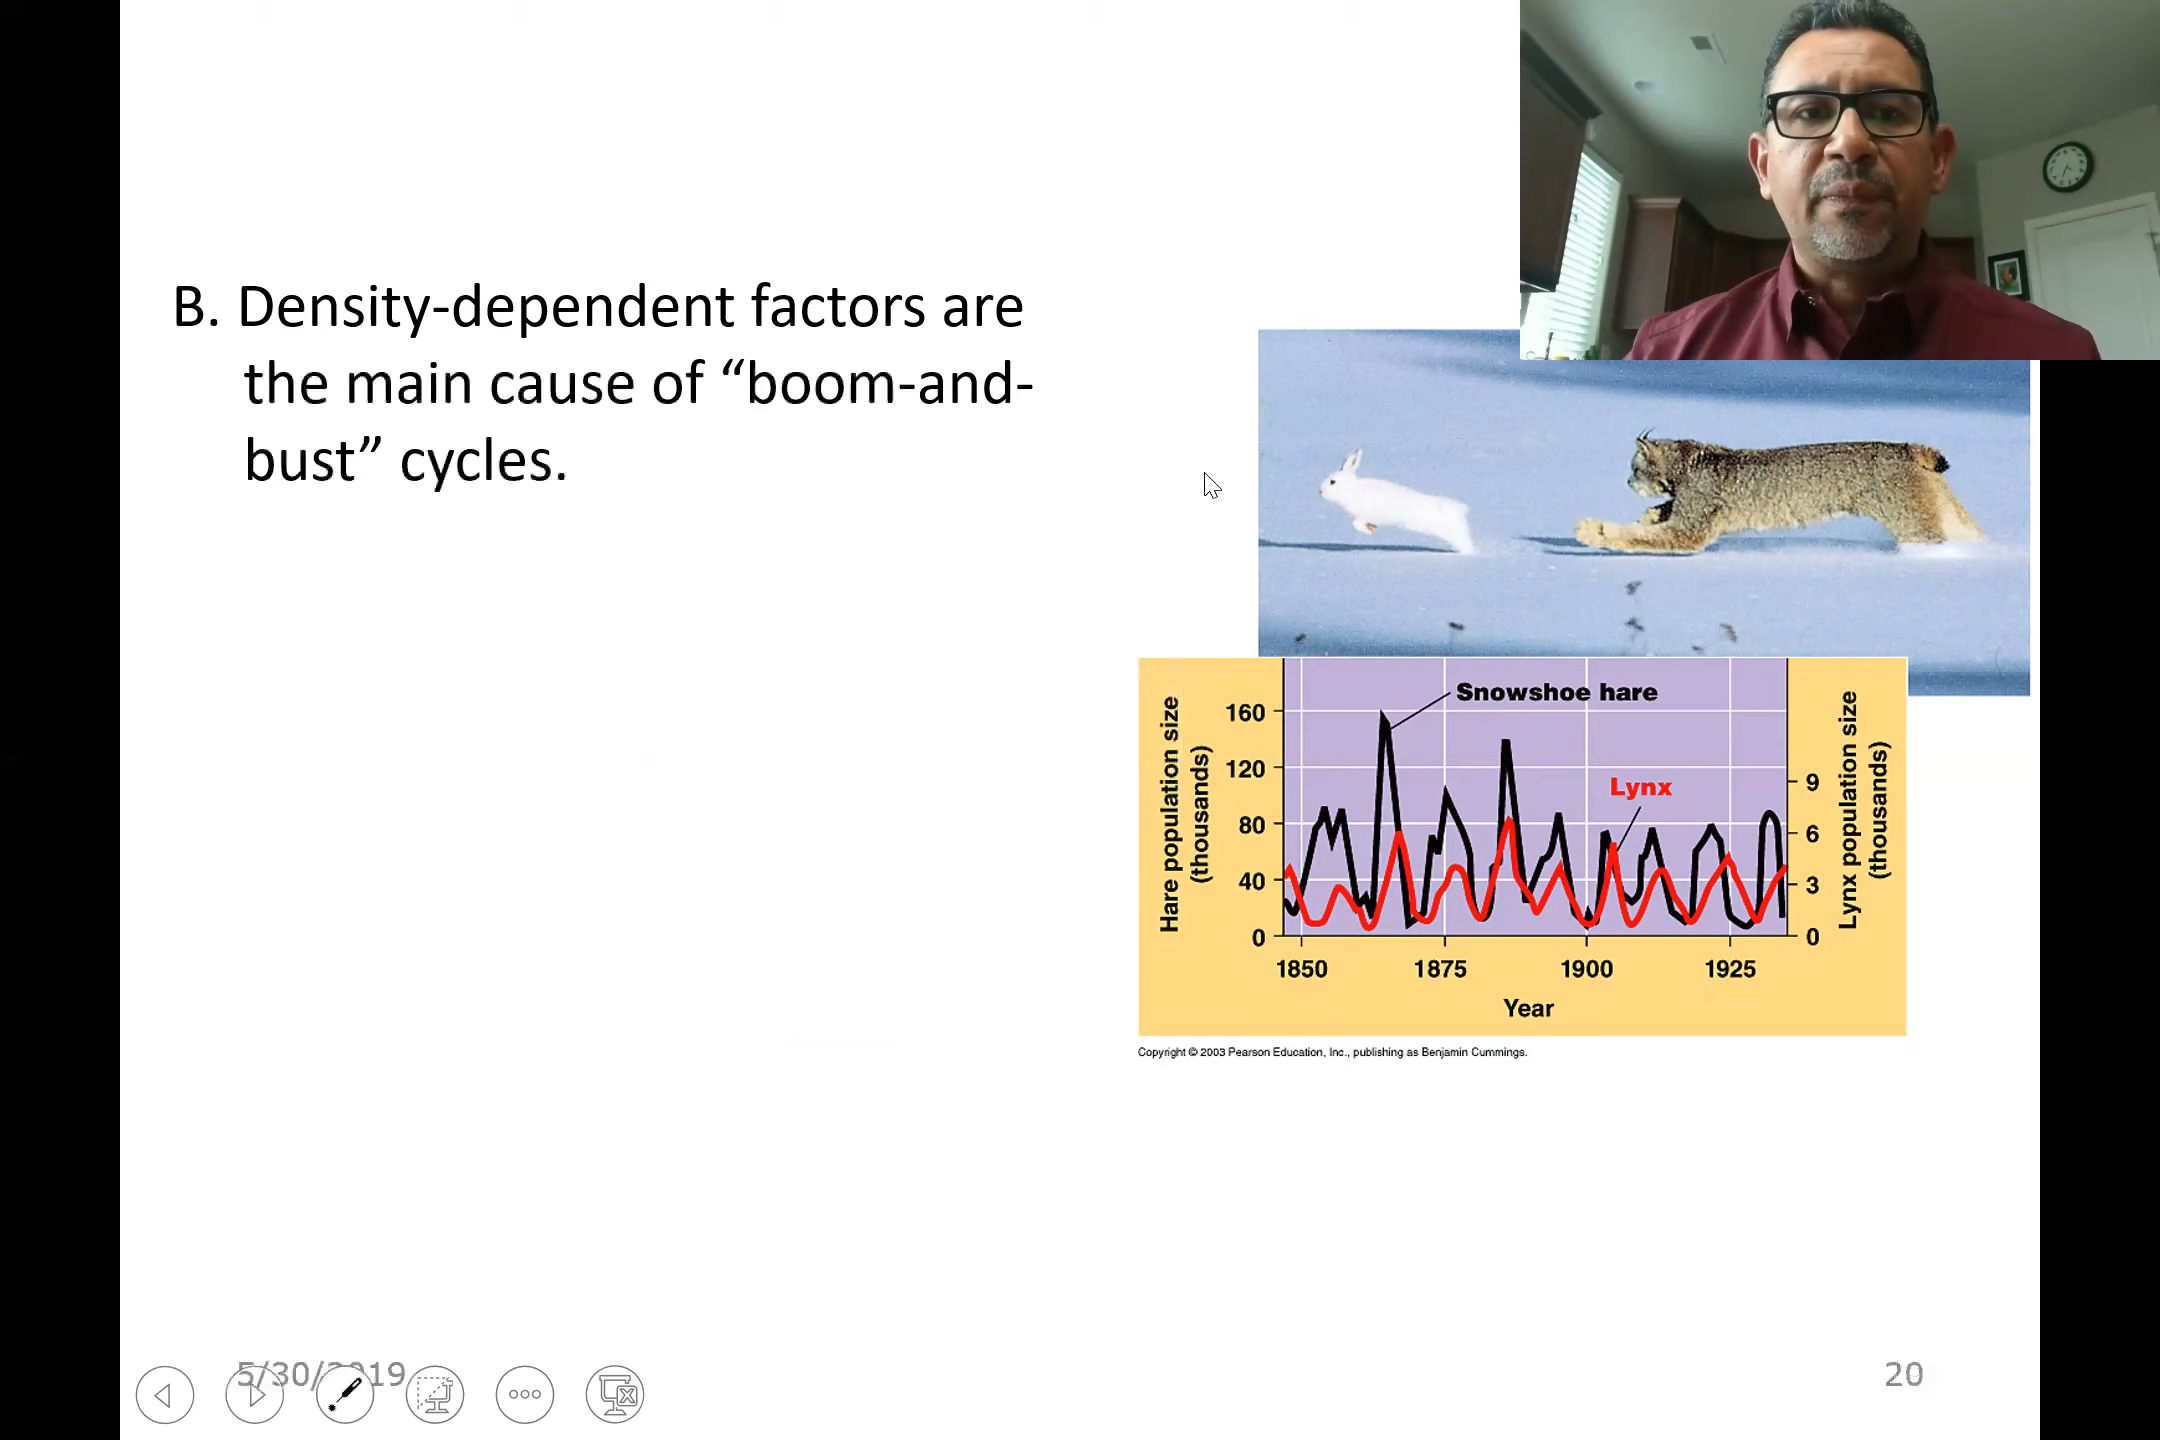 B. Density-dependent factors are
the main cause of “boom-and-
bust” cycles.
Hare population size
(thousands)
160
120
80
40
0
Snowshoe hare
Lynx
9
6
3
0
Lynx population size
(thousands)
1850 1875 1900 1925
Year
Copyright © 2003 Pearson Education, Inc., publishing as Benjamin Cummings.
5/30/2019
20